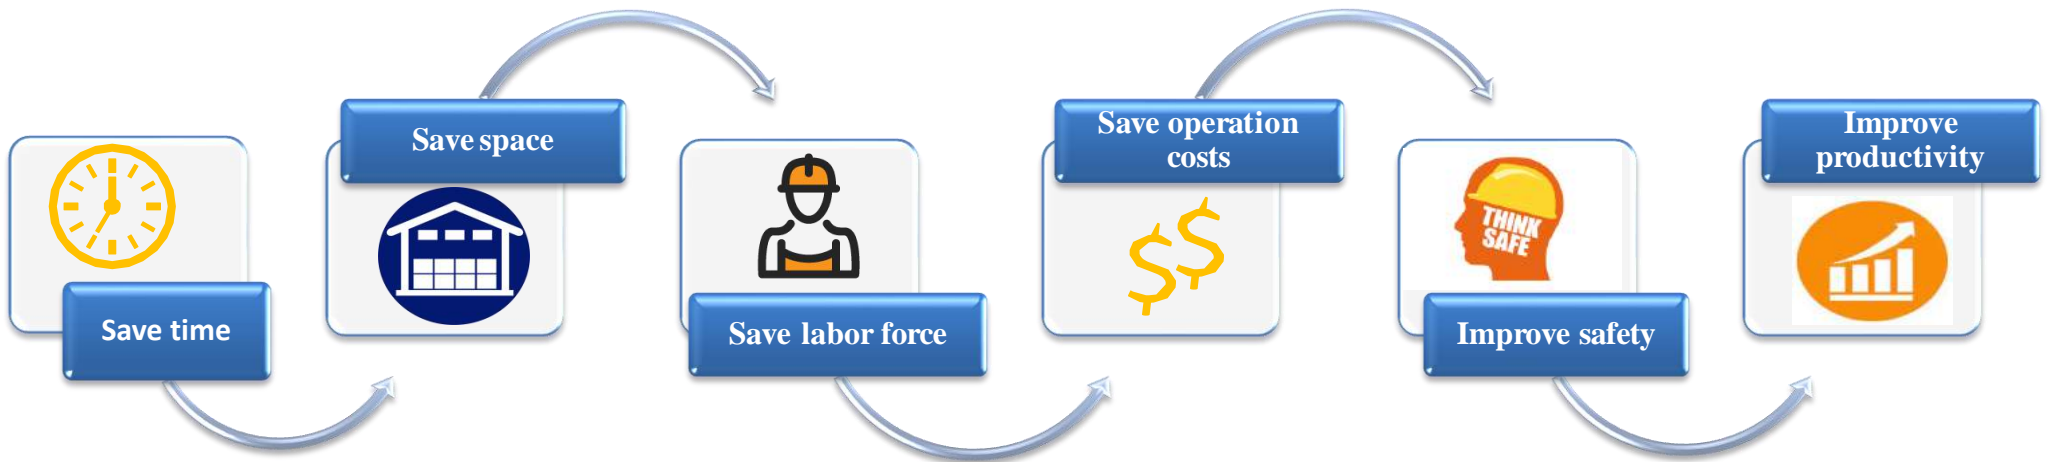 Save time
Save space
Save labor force
Save operation
costs
THINK
SAFE
Improve safety
Improve
productivity